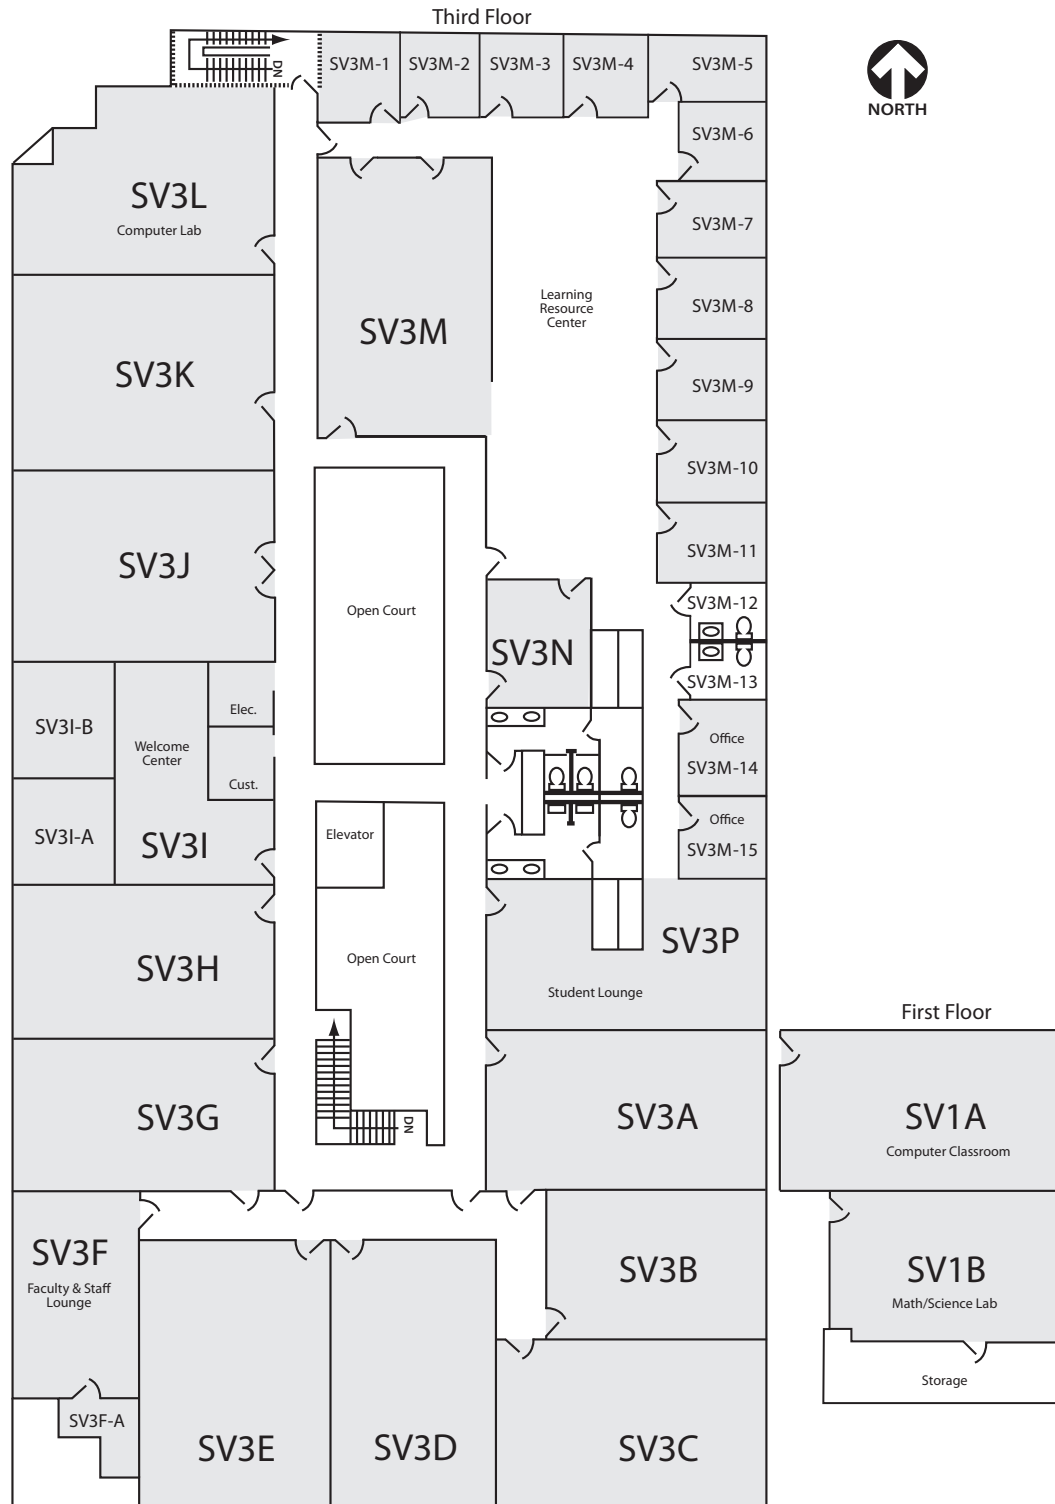 Third Floor
DN
SV3M-1
SV3M-2
SV3M-3
SV3M-4
SV3M-5
NORTH
SV3M-6
SV3L
Computer Lab
SV3M-7
SV3M-8
Learning
Resource
Center
SV3M
SV3K
SV3M-9
SV3M-10
SV3J
SV3M-11
Open Court
SV3M-12
SV3N
SV3M-13
SV3I-B
Elec.
Welcome
Center
Office
SV3M-14
Cust.
SV3I-A
SV3I
Elevator
Office
SV3M-15
SV3H
Open Court
SV3P
Student Lounge
First Floor
SV3G
DN
SV3A
SV1A
Computer Classroom
SV3F
Faculty & Staff
Lounge
SV3B
SV1B
Math/Science Lab
Storage
SV3F-A
SV3E
SV3D
SV3C